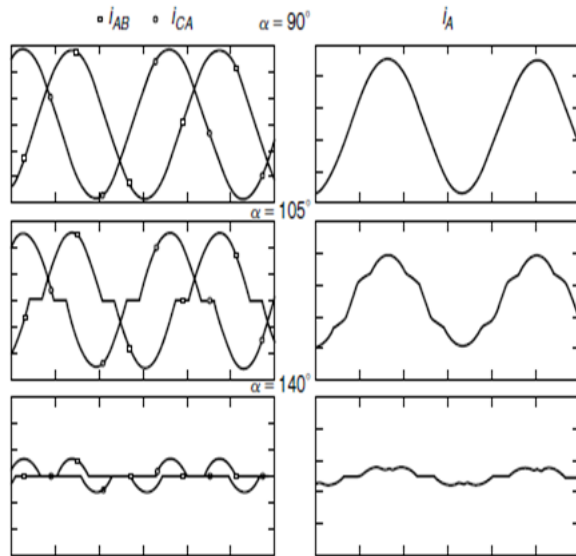 i_AB i_CA α = 90° i_A
α = 105°
α = 140°